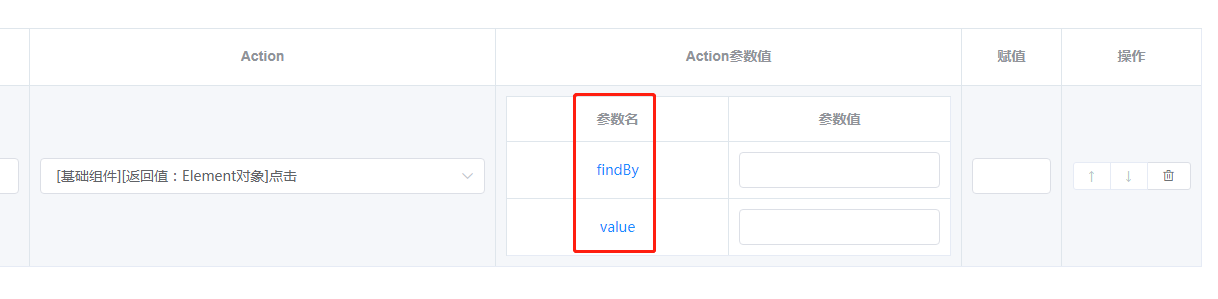 Action Action参数值 赋值 操作
参数名 参数值
findBy
[基础组件][返回值：Element对象]点击
value